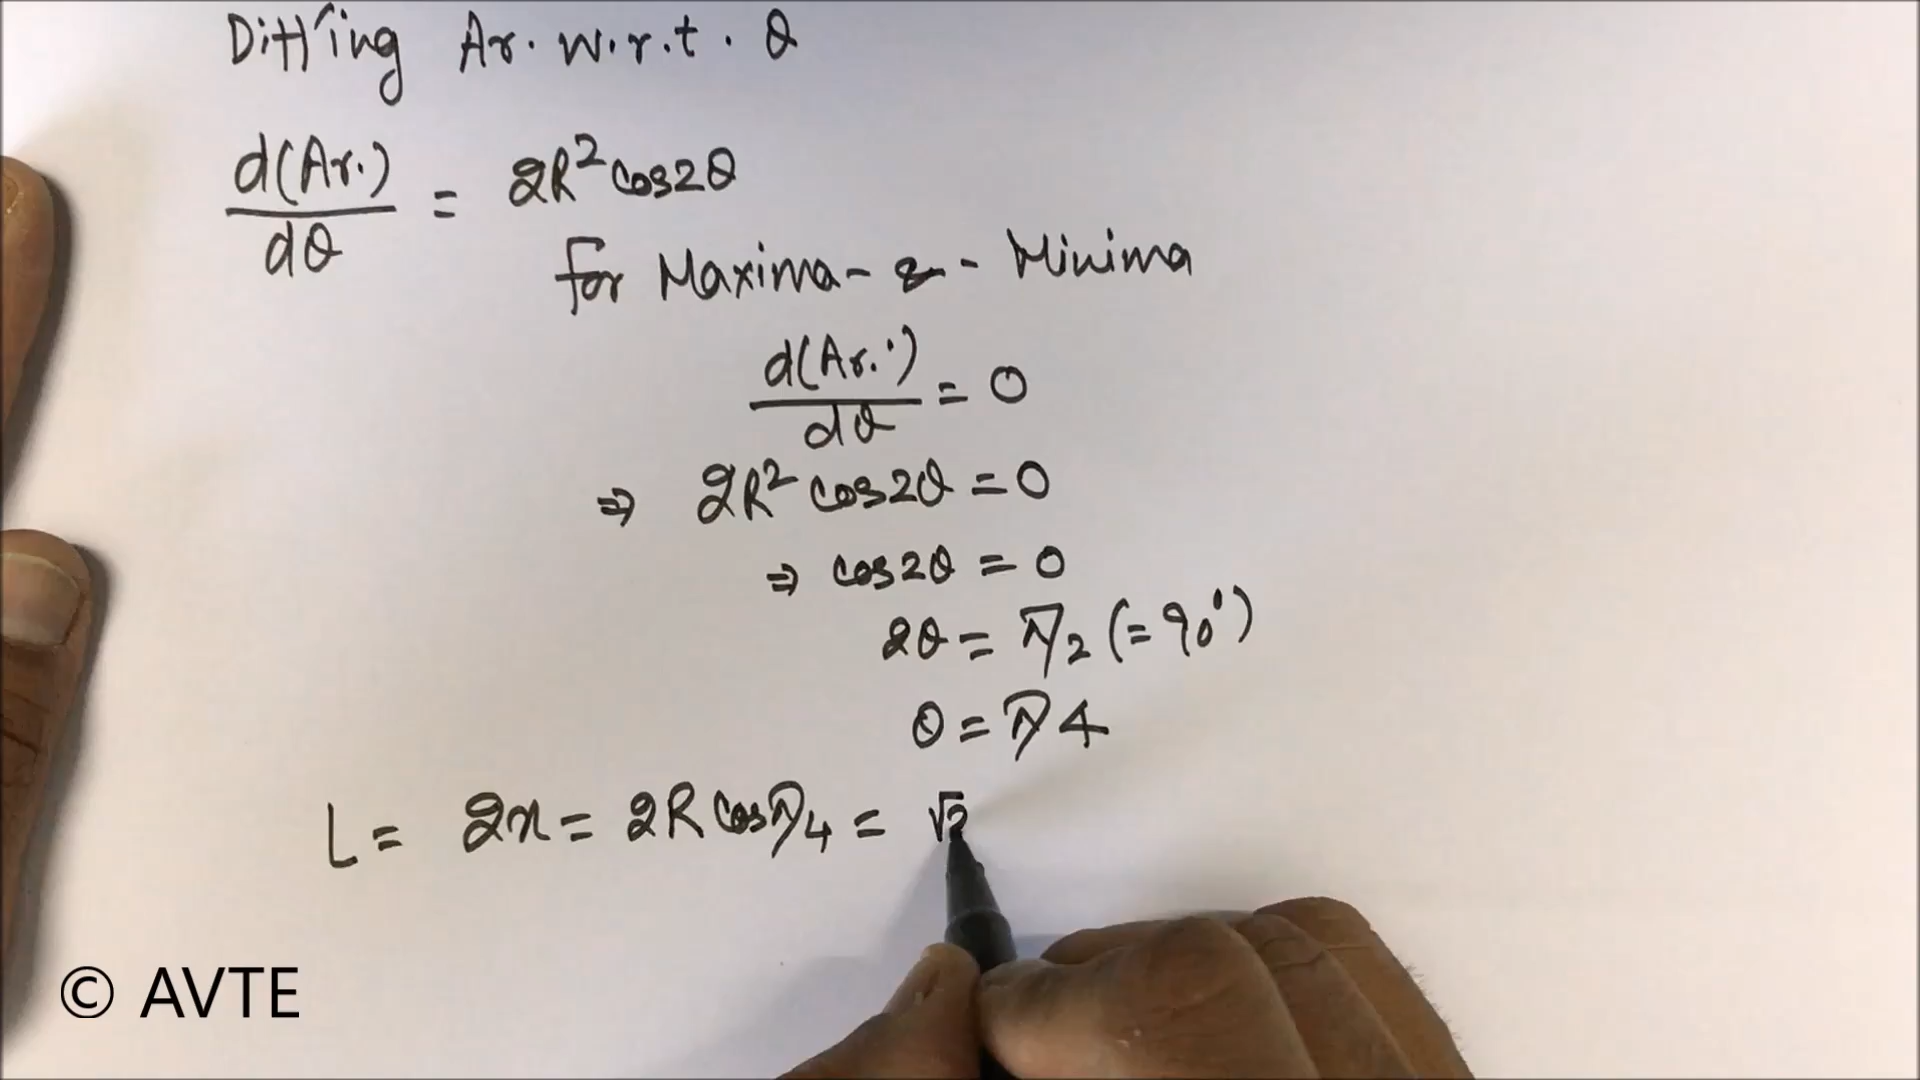 Diff'ing Ar. w.r.t. θ
d(Ar.)/dθ = 2R² cos2θ
for Maxima - & - Minima
d(Ar.)/dθ = 0
⇒ 2R² cos2θ = 0
⇒ cos2θ = 0
2θ = π/2 (= 90°)
θ = π/4
L = 2x = 2R cos π/4 = √2
© AVTE